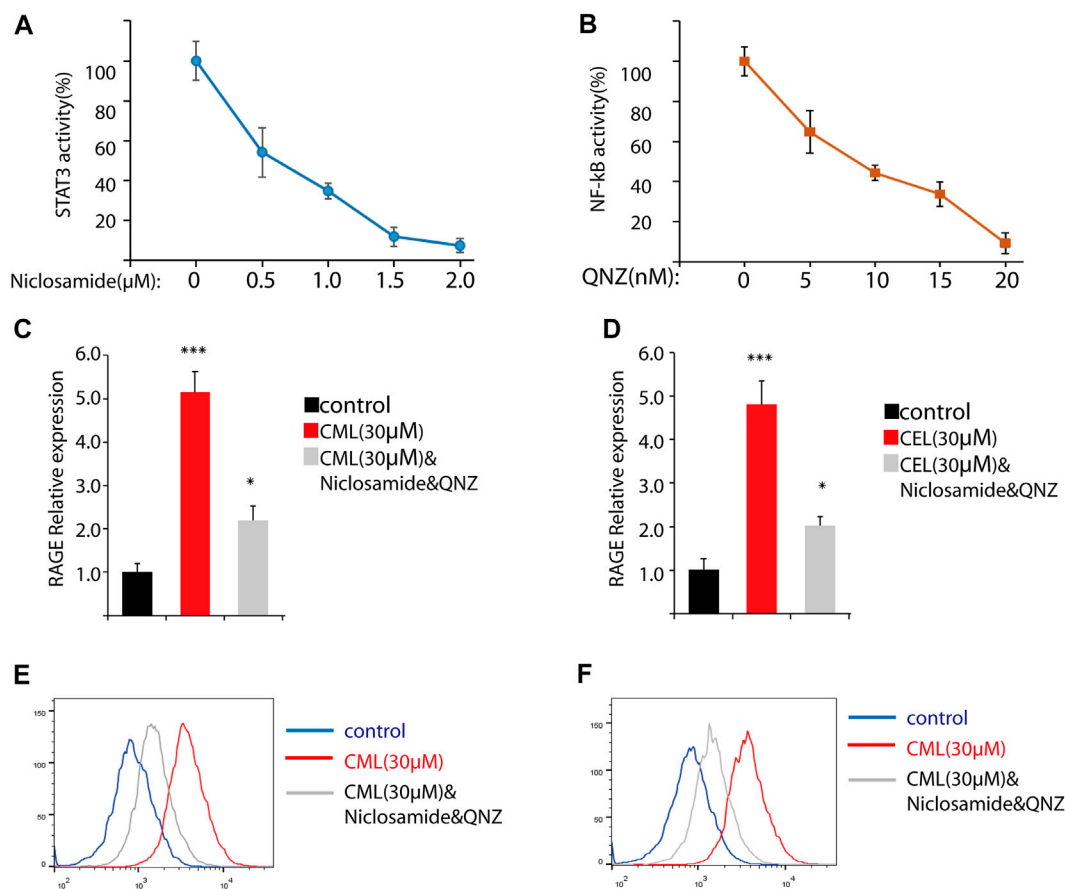 A
STAT3 activity(%)
100
80
60
40
20
Niclosamide(µM): 0 0.5 1.0 1.5 2.0
B
NF-kB activity(%)
100
80
60
40
20
QNZ(nM): 0 5 10 15 20
C
RAGE Relative expression
6.0
5.0
4.0
3.0
2.0
1.0
***
*
control
CML(30µM)
CML(30µM)&
Niclosamide&QNZ
D
RAGE Relative expression
6.0
5.0
4.0
3.0
2.0
1.0
***
*
control
CEL(30µM)
CEL(30µM)&
Niclosamide&QNZ
E
150
100
50
0
10² 10³ 10⁴
control
CML(30µM)
CML(30µM)&
Niclosamide&QNZ
F
150
100
50
0
10² 10³ 10⁴
control
CML(30µM)
CML(30µM)&
Niclosamide&QNZ